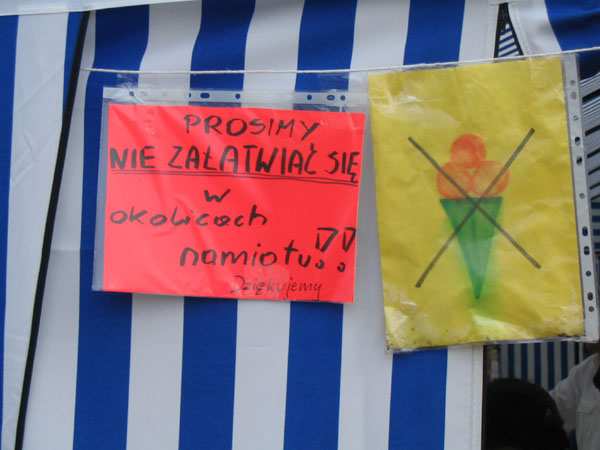 PROSIMY
NIE ZAŁATWIAĆ SIĘ
w
okolicach
namiotu!!
Dziękujemy